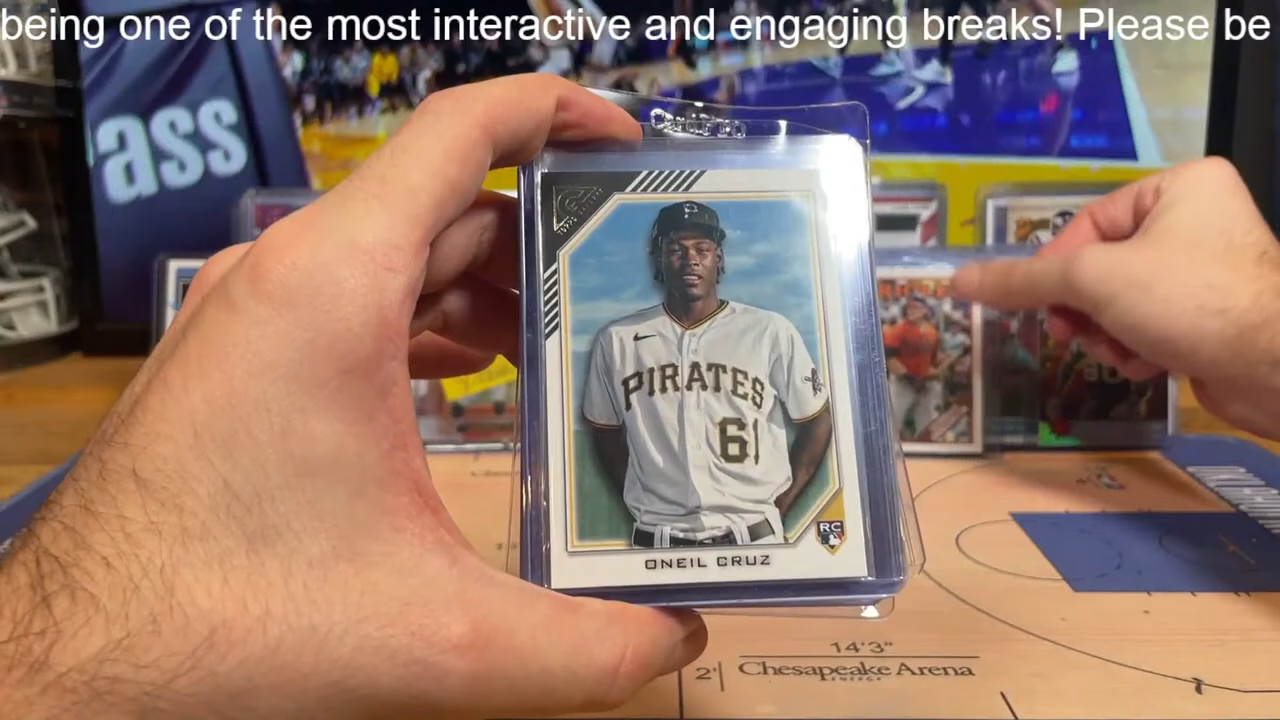 being one of the most interactive and engaging breaks! Please be
ass
PIRATES
61
RC
ONEIL CRUZ
14'3"
2'
Chesapeake Arena
ENERGY